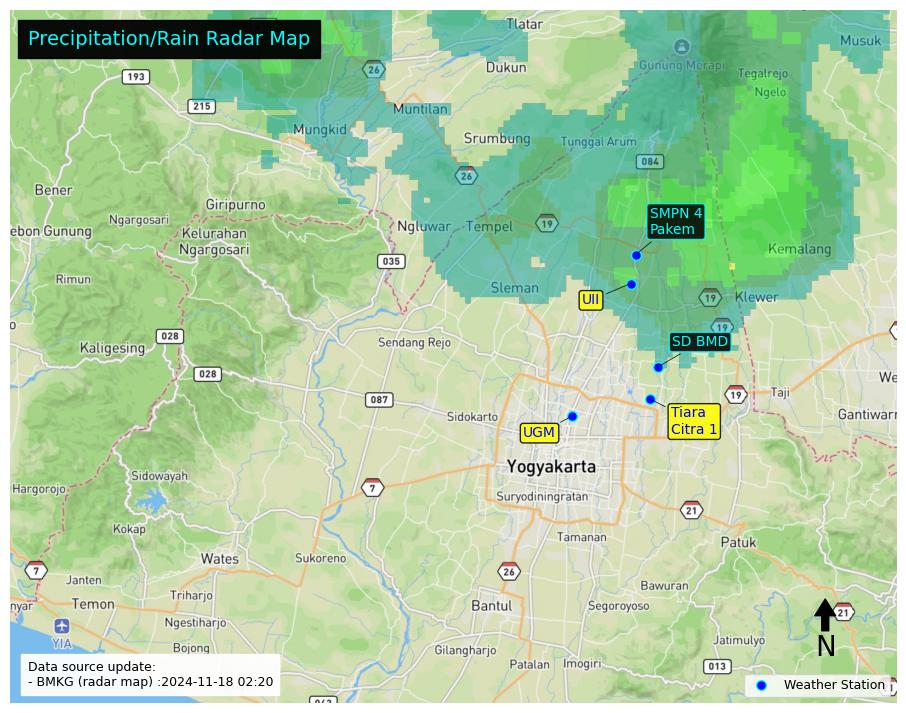 Precipitation/Rain Radar Map
Tlatar
Musuk
Gunung Merapi
Dukun
26
193
Tegalrejo
Ngelo
215
Muntilan
Mungkid
Srumbung
Tunggal Arum
084
26
Bener
Giripurno
Ngargosari
SMPN 4
Pakem
Kelurahan
Ngargosari
ebon Gunung
Ngluwar
Tempel
19
Kemalang
035
Rimun
Sleman
UII
19
Klewer
19
028
Sendang Rejo
SD BMD
Kaligesing
028
We
087
19
Taji
Sidokarto
Tiara
Citra 1
Gantiwarn
UGM
Yogyakarta
Sidowayah
Hargorojo
7
Suryodiningratan
21
Kokap
Tamanan
Patuk
Wates
Sukoreno
7
26
Janten
Bawuran
nyar
Temon
Triharjo
Bantul
Segoroyoso
21
Ngestiharjo
YIA
Bojong
Jatimulyo
N
Gilangharjo
Patalan
Imogiri
013
Data source update:
- BMKG (radar map) :2024-11-18 02:20
Weather Station